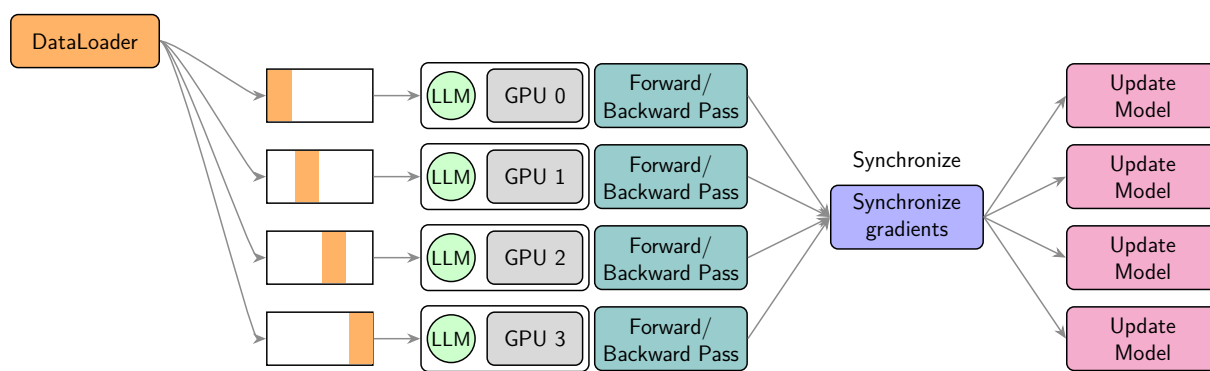 DataLoader
LLM
GPU 0
Forward/
Backward Pass
Update
Model
LLM
GPU 1
Forward/
Backward Pass
Synchronize
Update
Model
Synchronize
gradients
LLM
GPU 2
Forward/
Backward Pass
Update
Model
LLM
GPU 3
Forward/
Backward Pass
Update
Model